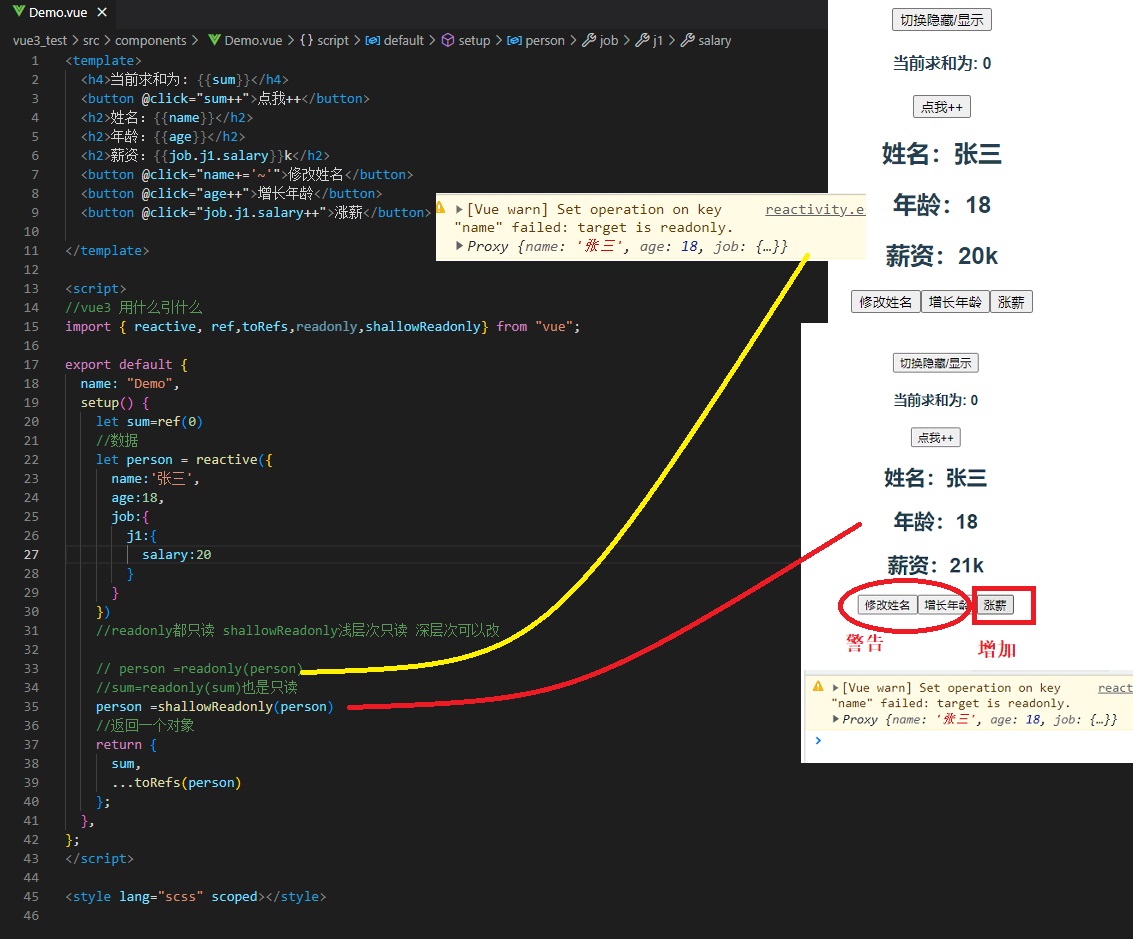 Demo.vue
vue3_test > src > components > Demo.vue > {} script > default > setup > person > job > j1 > salary
1 <template>
2 <h4>当前求和为: {{sum}}</h4>
3 <button @click="sum++">点我++</button>
4 <h2>姓名: {{name}}</h2>
5 <h2>年龄: {{age}}</h2>
6 <h2>薪资: {{job.j1.salary}}k</h2>
7 <button @click="name+='~'">修改姓名</button>
8 <button @click="age++">增长年龄</button>
9 <button @click="job.j1.salary++">涨薪</button>
10
11 </template>
12
13 <script>
14 //vue3 用什么引什么
15 import { reactive, ref,toRefs,readonly,shallowReadonly} from "vue";
16
17 export default {
18 name: "Demo",
19 setup() {
20 let sum=ref(0)
21 //数据
22 let person = reactive({
23 name:'张三',
24 age:18,
25 job:{
26 j1:{
27 salary:20
28 }
29 }
30 })
31 //readonly都只读 shallowReadonly浅层次只读 深层次可以改
32
33 // person =readonly(person)
34 //sum=readonly(sum)也是只读
35 person =shallowReadonly(person)
36 //返回一个对象
37 return {
38 sum,
39 ...toRefs(person)
40 };
41 },
42 };
43 </script>
44
45 <style lang="scss" scoped></style>
46
[Vue warn] Set operation on key reactivity.e
"name" failed: target is readonly.
Proxy {name: '张三', age: 18, job: {…}}
切换隐藏/显示
当前求和为: 0
点我++
姓名：张三
年龄：18
薪资：20k
修改姓名 增长年龄 涨薪
切换隐藏/显示
当前求和为: 0
点我++
姓名：张三
年龄：18
薪资：21k
修改姓名 增长年龄 涨薪
警告 增加
[Vue warn] Set operation on key react
"name" failed: target is readonly.
Proxy {name: '张三', age: 18, job: {…}}
>